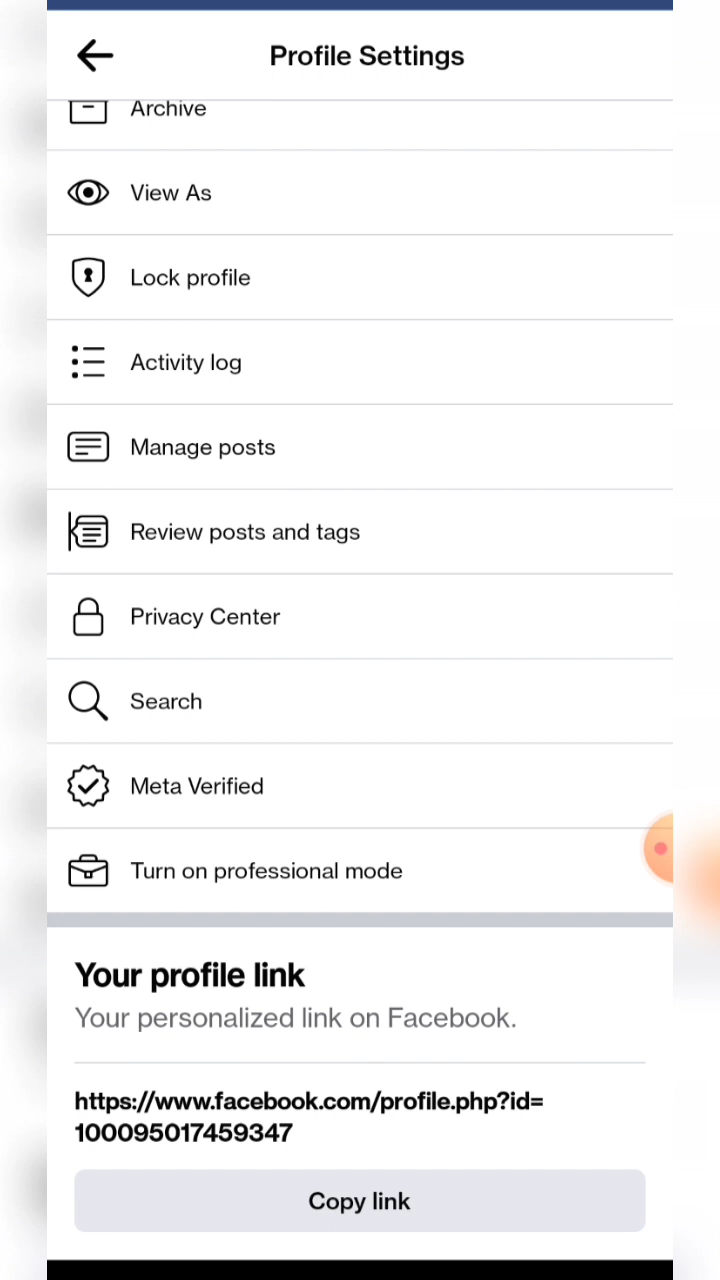 Profile Settings
Archive
View As
Lock profile
Activity log
Manage posts
Review posts and tags
Privacy Center
Search
Meta Verified
Turn on professional mode
Your profile link
Your personalized link on Facebook.
https://www.facebook.com/profile.php?id=
100095017459347
Copy link